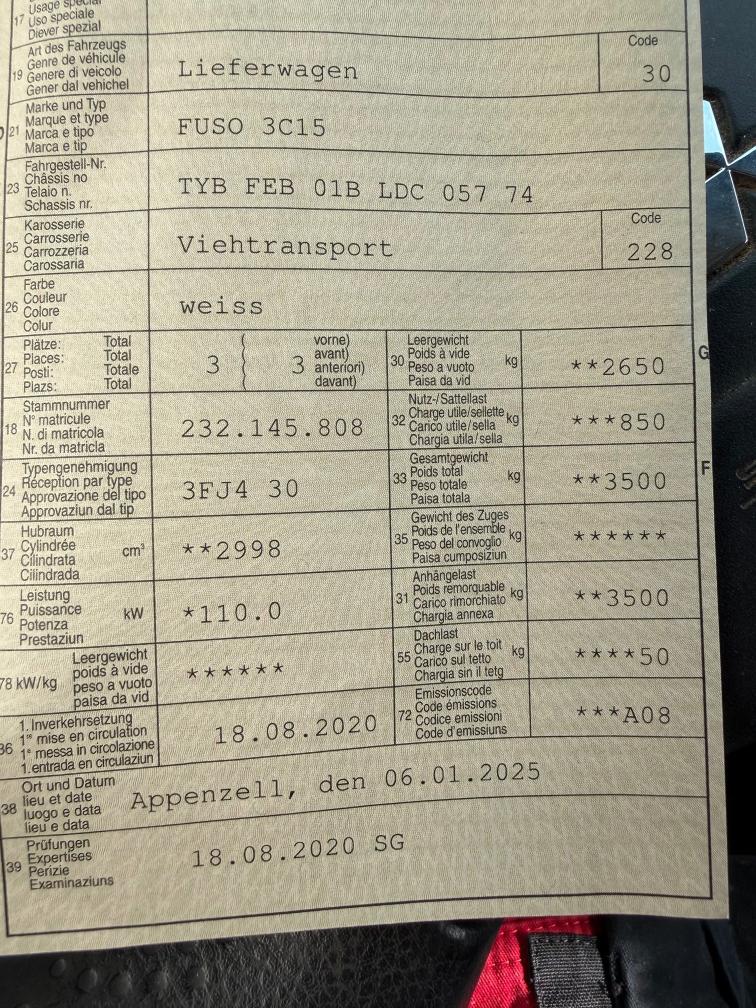 17 Usage spécial
Uso speciale
Diever spezial
19 Art des Fahrzeugs
Genre de véhicule
Genere di veicolo
Gener dal vehichel
Lieferwagen
Code
30
21 Marke und Typ
Marque et type
Marca e tipo
Marca e tip
FUSO 3C15
23 Fahrgestell-Nr.
Châssis no
Telaio n.
Schassis nr.
TYB FEB 01B LDC 057 74
25 Karosserie
Carrosserie
Carrozzeria
Carossaria
Viehtransport
Code
228
26 Farbe
Couleur
Colore
Colur
weiss
27 Plätze: Total
Places: Total
Posti: Totale
Plazs: Total
3 3
vorne)
avant)
anteriori)
davant)
30 Leergewicht
Poids à vide
Peso a vuoto
Paisa da vid
kg
**2650
18 Stammnummer
N° matricule
N. di matricola
Nr. da matricla
232.145.808
32 Nutz-/Sattellast
Charge utile/sellette
Carico utile/sella
Chargia utila/sella
kg
***850
24 Typengenehmigung
Réception par type
Approvazione del tipo
Approvaziun dal tip
3FJ4 30
33 Gesamtgewicht
Poids total
Peso totale
Paisa totala
kg
**3500
37 Hubraum
Cylindrée
Cilindrata
Cilindrada
cm³
**2998
35 Gewicht des Zuges
Poids de l'ensemble
Peso del convoglio
Paisa cumposiziun
kg
******
76 Leistung
Puissance
Potenza
Prestaziun
kW
*110.0
31 Anhängelast
Poids remorquable
Carico rimorchiato
Chargia annexa
kg
**3500
78 kW/kg
Leergewicht
poids à vide
peso a vuoto
paisa da vid
******
55 Dachlast
Charge sur le toit
Carico sul tetto
Chargia sin il tetg
kg
****50
36 1. Inverkehrsetzung
1re mise en circulation
1a messa in circolazione
1. entrada en circulaziun
18.08.2020
72 Emissionscode
Code émissions
Codice emissioni
Code d'emissiuns
***A08
38 Ort und Datum
lieu et date
luogo e data
lieu e data
Appenzell, den 06.01.2025
39 Prüfungen
Expertises
Perizie
Examinaziuns
18.08.2020 SG
G
F